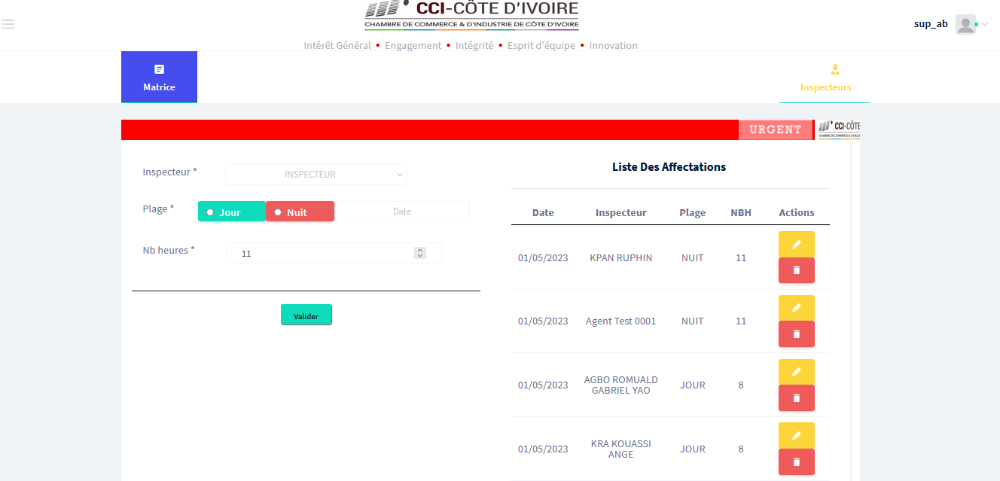 CCI-CÔTE D'IVOIRE
CHAMBRE DE COMMERCE & D'INDUSTRIE DE CÔTE D'IVOIRE
sup_ab
Intérêt Général • Engagement • Intégrité • Esprit d'équipe • Innovation
Matrice
Inspecteurs
URGENT
CCI-CÔTE
CHAMBRE DE COMMERCE & D'INDUS
Inspecteur *
INSPECTEUR
Plage *
Jour
Nuit
Date
Nb heures *
11
Valider
Liste Des Affectations
Date Inspecteur Plage NBH Actions
01/05/2023 KPAN RUPHIN NUIT 11
01/05/2023 Agent Test 0001 NUIT 11
01/05/2023 AGBO ROMUALD GABRIEL YAO JOUR 8
01/05/2023 KRA KOUASSI ANGE JOUR 8